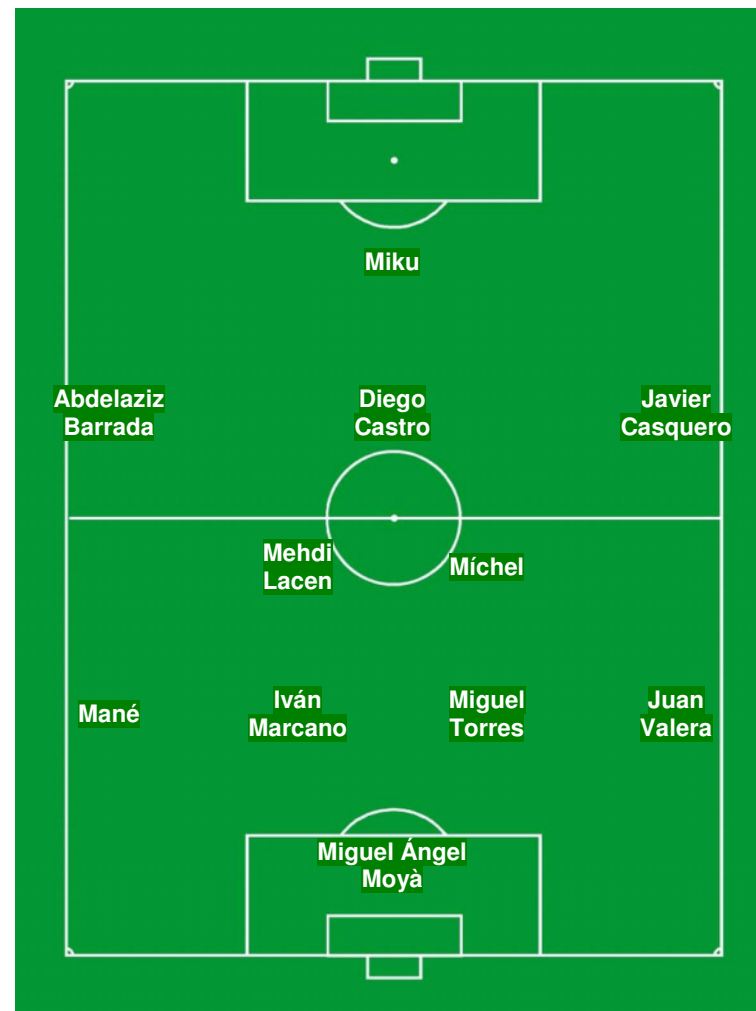 Miku
Abdelaziz
Barrada
Diego
Castro
Javier
Casquero
Mehdi
Lacen
Míchel
Mané
Iván
Marcano
Miguel
Torres
Juan
Valera
Miguel Ángel
Moyà